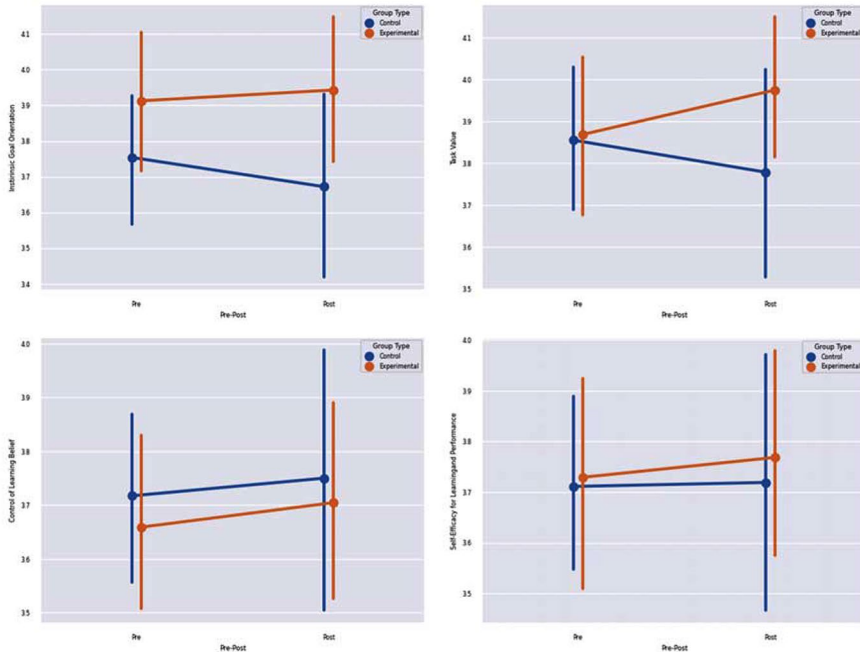 Group Type
Control
Experimental
4.1
4.0
3.9
3.8
3.7
3.6
3.5
3.4
Instrinsic Goal Orientation
Pre
Post
Pre-Post
Group Type
Control
Experimental
4.1
4.0
3.9
3.8
3.7
3.6
3.5
Task Value
Pre
Post
Pre-Post
Group Type
Control
Experimental
4.0
3.9
3.8
3.7
3.6
3.5
Control of Learning Belief
Pre
Post
Pre-Post
Group Type
Control
Experimental
4.0
3.9
3.8
3.7
3.6
3.5
Self-Efficacy for Learningand Performance
Pre
Post
Pre-Post